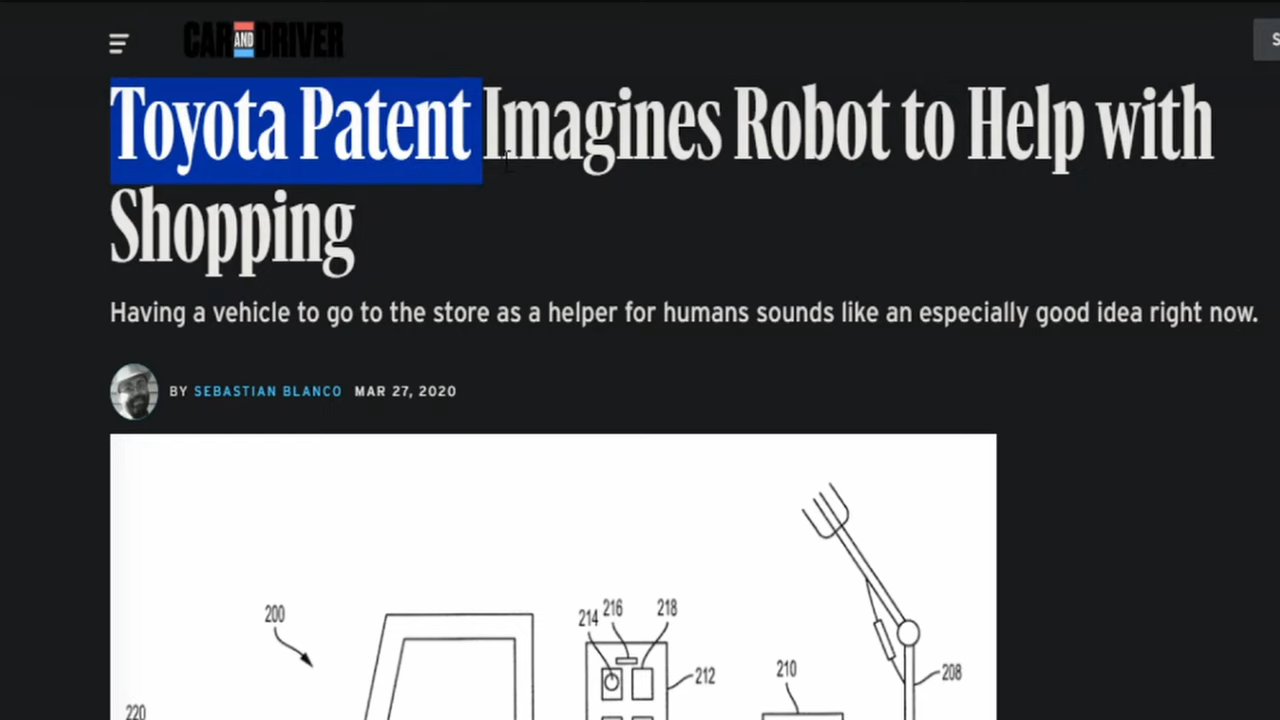 CAR AND DRIVER
S
Toyota Patent Imagines Robot to Help with
Shopping
Having a vehicle to go to the store as a helper for humans sounds like an especially good idea right now.
BY SEBASTIAN BLANCO MAR 27, 2020
200
214
216
218
212
210
208
220